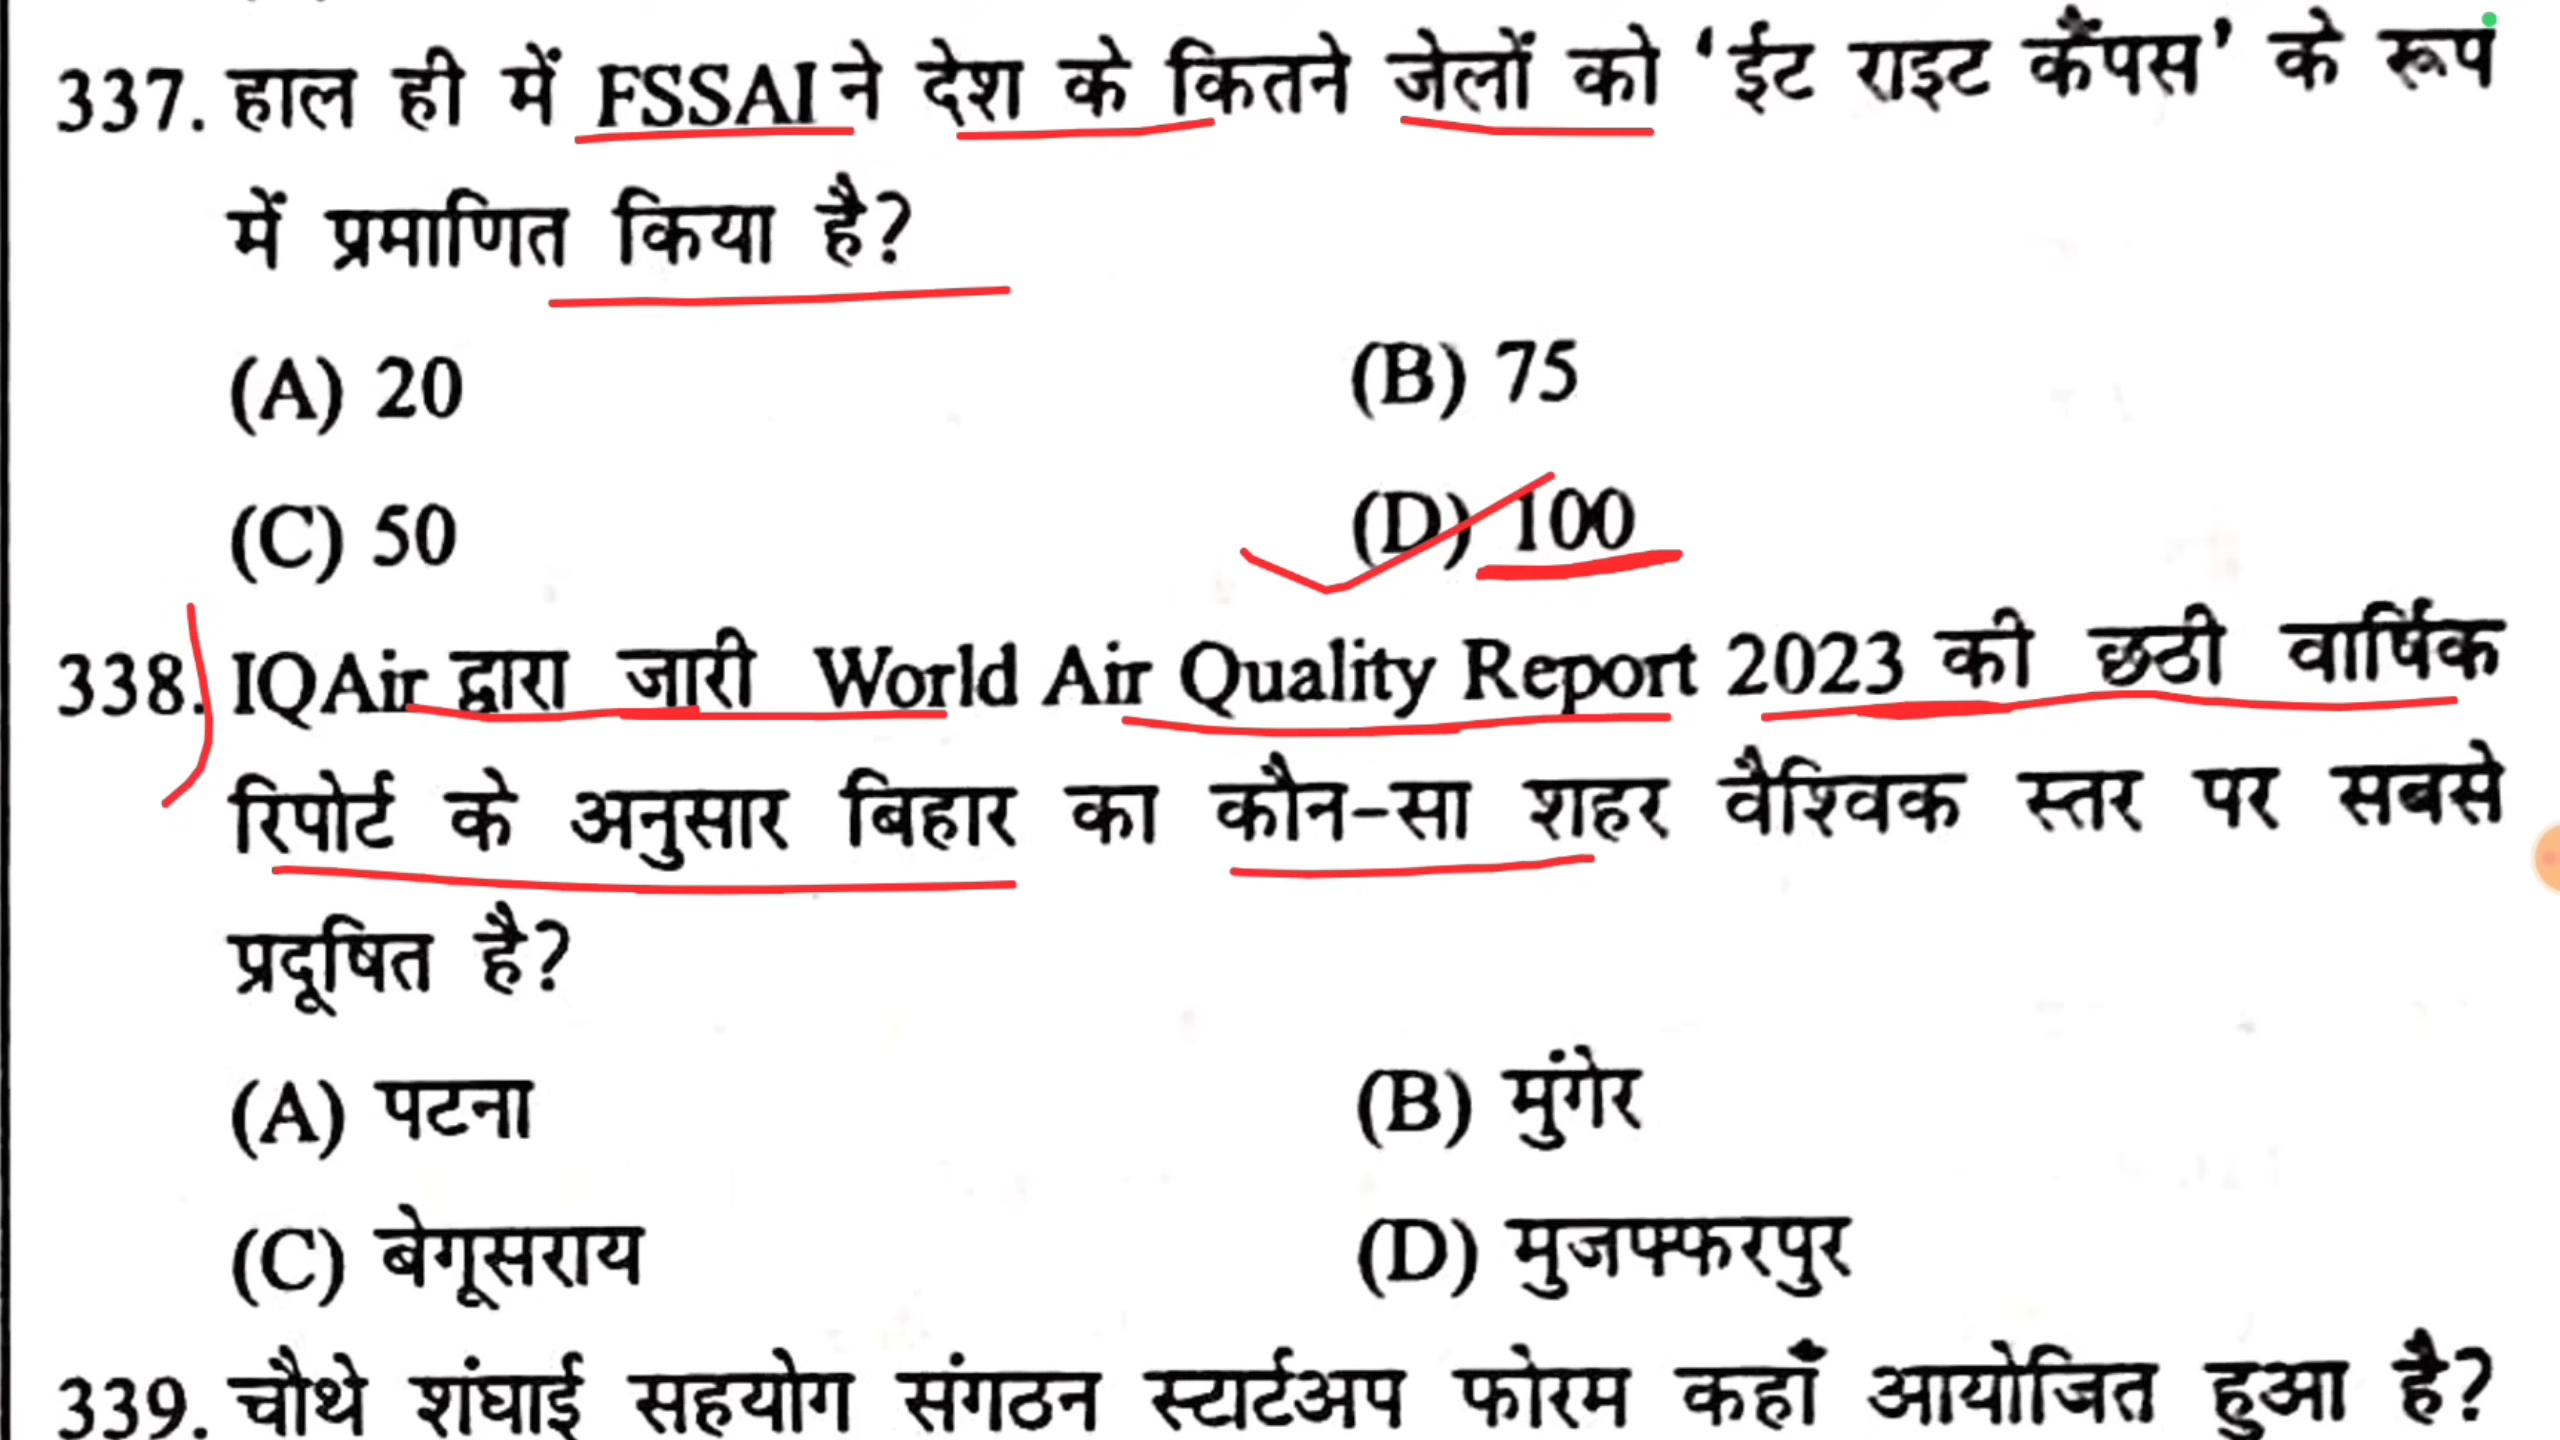 337. हाल ही में FSSAI ने देश के कितने जेलों को ‘ईट राइट कैंपस’ के रूप
में प्रमाणित किया है?
(A) 20 (B) 75
(C) 50 (D) 100
338. IQAir द्वारा जारी World Air Quality Report 2023 की छठी वार्षिक
रिपोर्ट के अनुसार बिहार का कौन-सा शहर वैश्विक स्तर पर सबसे
प्रदूषित है?
(A) पटना (B) मुंगेर
(C) बेगूसराय (D) मुजफ्फरपुर
339. चौथे शंघाई सहयोग संगठन स्टार्टअप फोरम कहाँ आयोजित हुआ है?